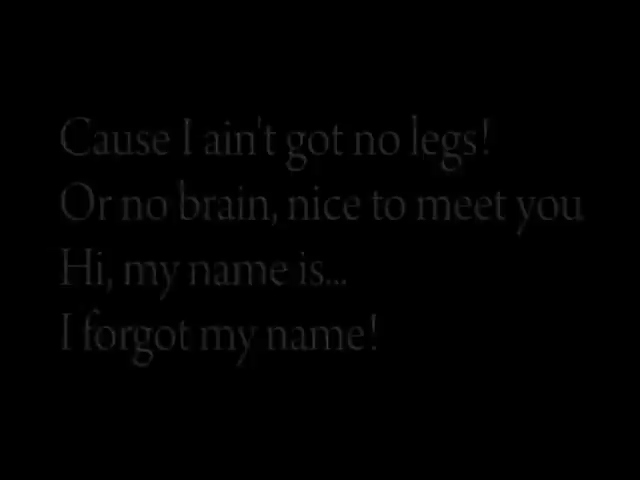 Cause I ain't got no legs!
Or no brain, nice to meet you
Hi, my name is...
I forgot my name!